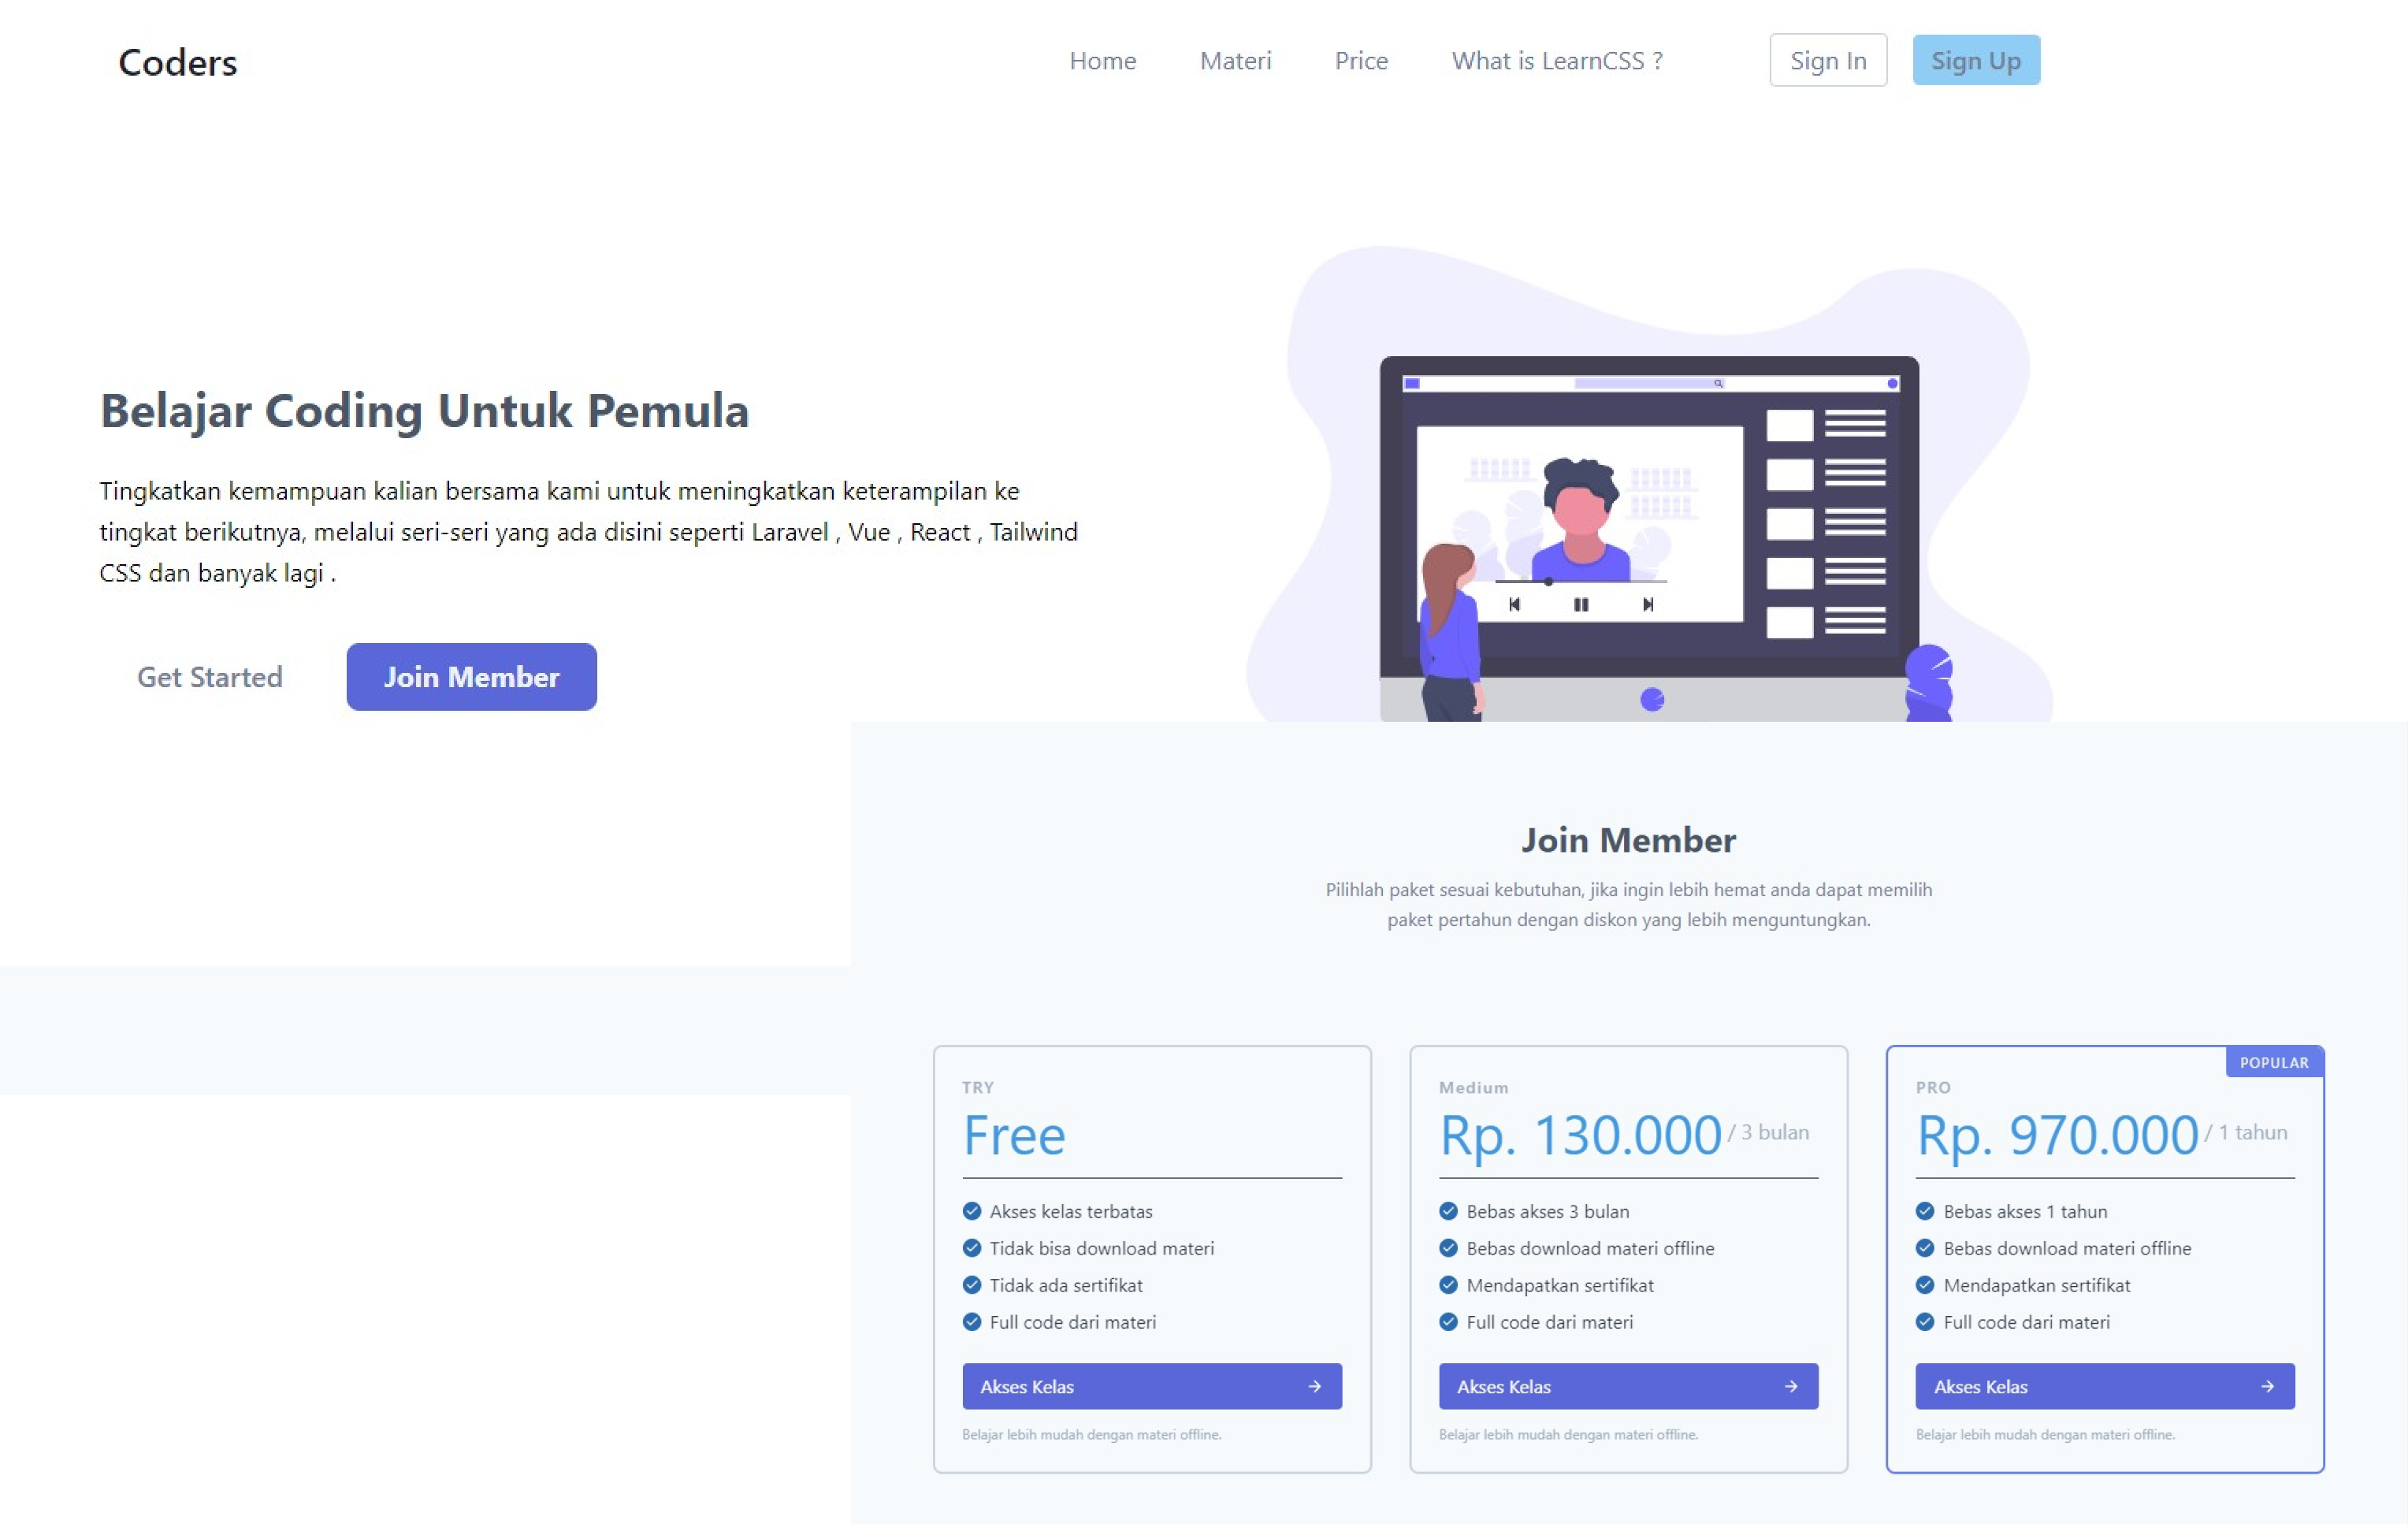 Coders
Home
Materi
Price
What is LearnCSS ?
Sign In
Sign Up
Belajar Coding Untuk Pemula
Tingkatkan kemampuan kalian bersama kami untuk meningkatkan keterampilan ke
tingkat berikutnya, melalui seri-seri yang ada disini seperti Laravel , Vue , React , Tailwind
CSS dan banyak lagi .
Get Started
Join Member
Join Member
Pilihlah paket sesuai kebutuhan, jika ingin lebih hemat anda dapat memilih
paket pertahun dengan diskon yang lebih menguntungkan.
TRY
Free
Akses kelas terbatas
Tidak bisa download materi
Tidak ada sertifikat
Full code dari materi
Akses Kelas
Belajar lebih mudah dengan materi offline.
Medium
Rp. 130.000 / 3 bulan
Bebas akses 3 bulan
Bebas download materi offline
Mendapatkan sertifikat
Full code dari materi
Akses Kelas
Belajar lebih mudah dengan materi offline.
POPULAR
PRO
Rp. 970.000 / 1 tahun
Bebas akses 1 tahun
Bebas download materi offline
Mendapatkan sertifikat
Full code dari materi
Akses Kelas
Belajar lebih mudah dengan materi offline.